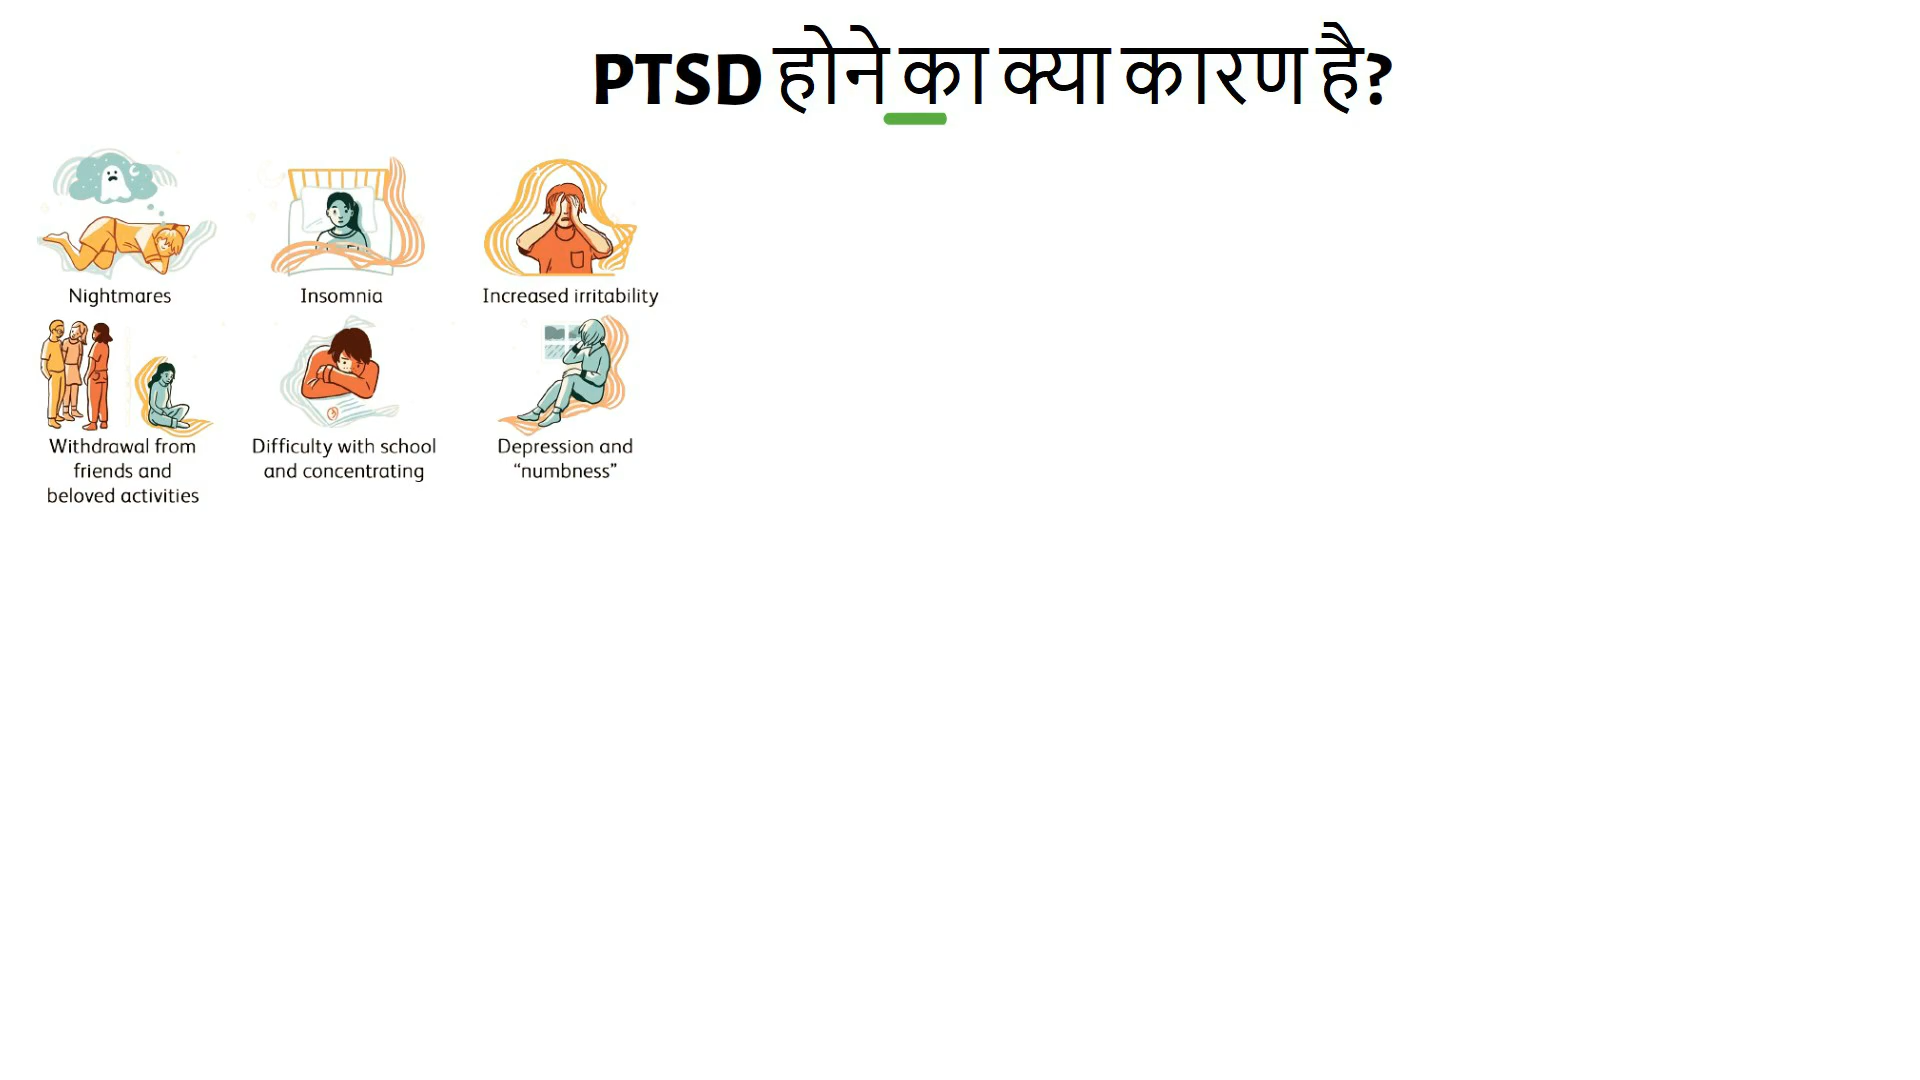 PTSD होने का क्या कारण है?
Nightmares
Insomnia
Increased irritability
Withdrawal from
friends and
beloved activities
Difficulty with school
and concentrating
Depression and
“numbness”